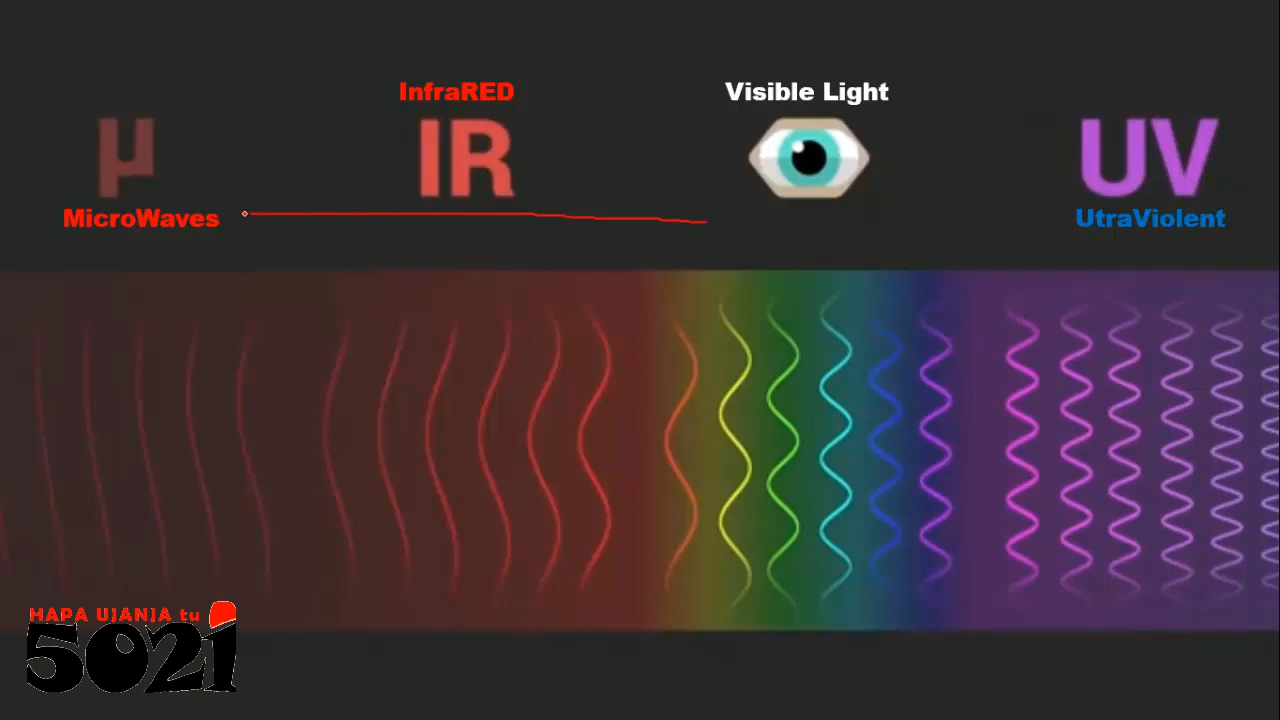 InfraRED
Visible Light
µ
IR
UV
MicroWaves
UtraViolent
HAPA UJANJA tu
5021